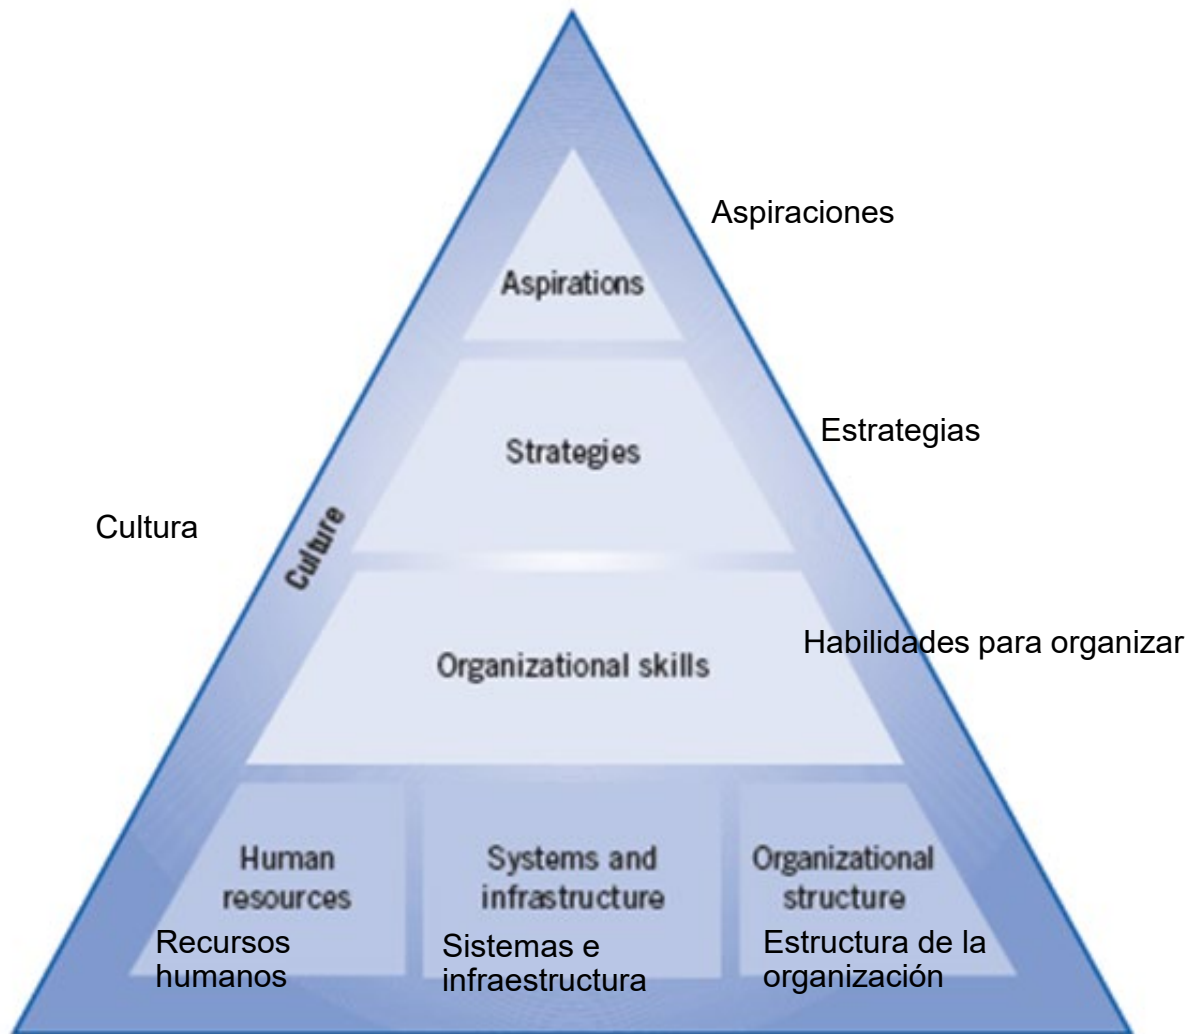 Aspiraciones
Aspirations
Estrategias
Strategies
Cultura
Culture
Habilidades para organizar
Organizational skills
Human
resources
Recursos
humanos
Systems and
infrastructure
Sistemas e
infraestructura
Organizational
structure
Estructura de la
organización